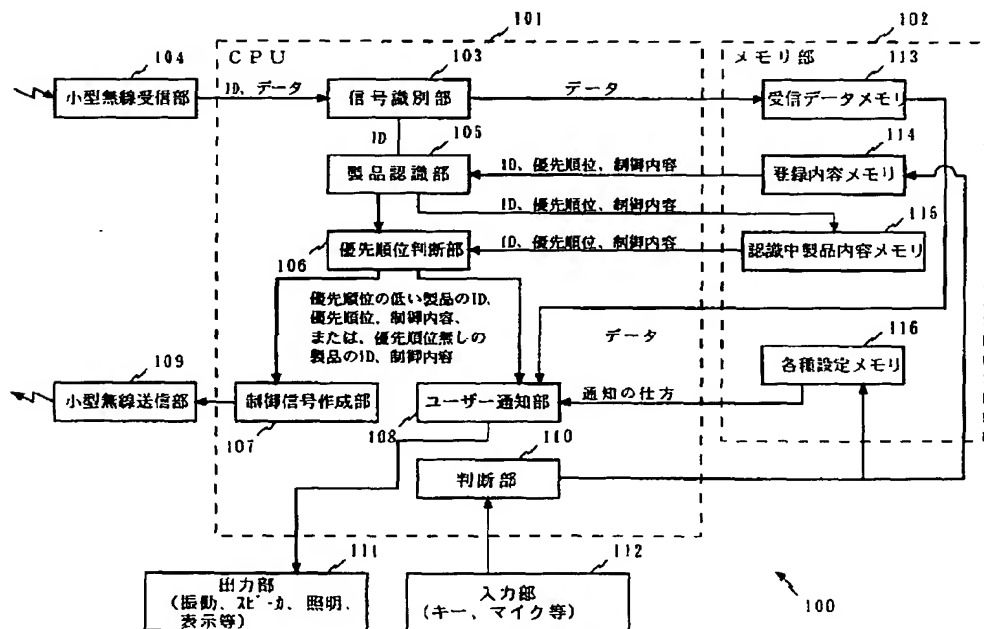 101
102
CPU
メモリ部
104
小型無線受信部
ID、データ
103
信号識別部
データ
113
受信データメモリ
ID
105
製品認識部
ID、優先順位、制御内容
114
登録内容メモリ
ID、優先順位、制御内容
115
認識中製品内容メモリ
106
優先順位判断部
ID、優先順位、制御内容
優先順位の低い製品のID、
優先順位、制御内容、
または、優先順位無しの
製品のID、制御内容
データ
116
各種設定メモリ
109
小型無線送信部
制御信号作成部
107
ユーザー通知部
108
通知の仕方
110
判断部
111
出力部
(振動、スピーカ、照明、
表示等)
112
入力部
(キー、マイク等)
100